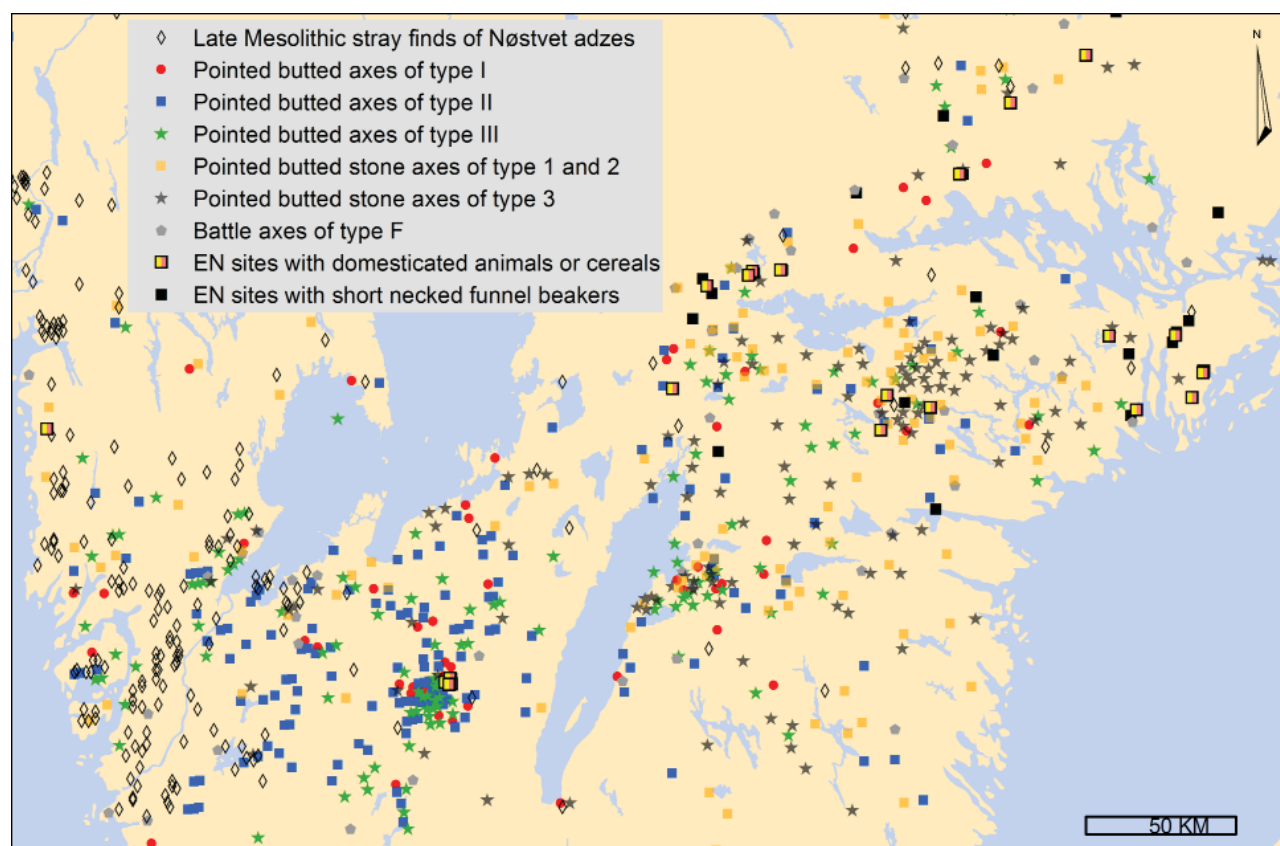 Late Mesolithic stray finds of Nøstvet adzes
Pointed butted axes of type I
Pointed butted axes of type II
Pointed butted axes of type III
Pointed butted stone axes of type 1 and 2
Pointed butted stone axes of type 3
Battle axes of type F
EN sites with domesticated animals or cereals
EN sites with short necked funnel beakers
N
50 KM